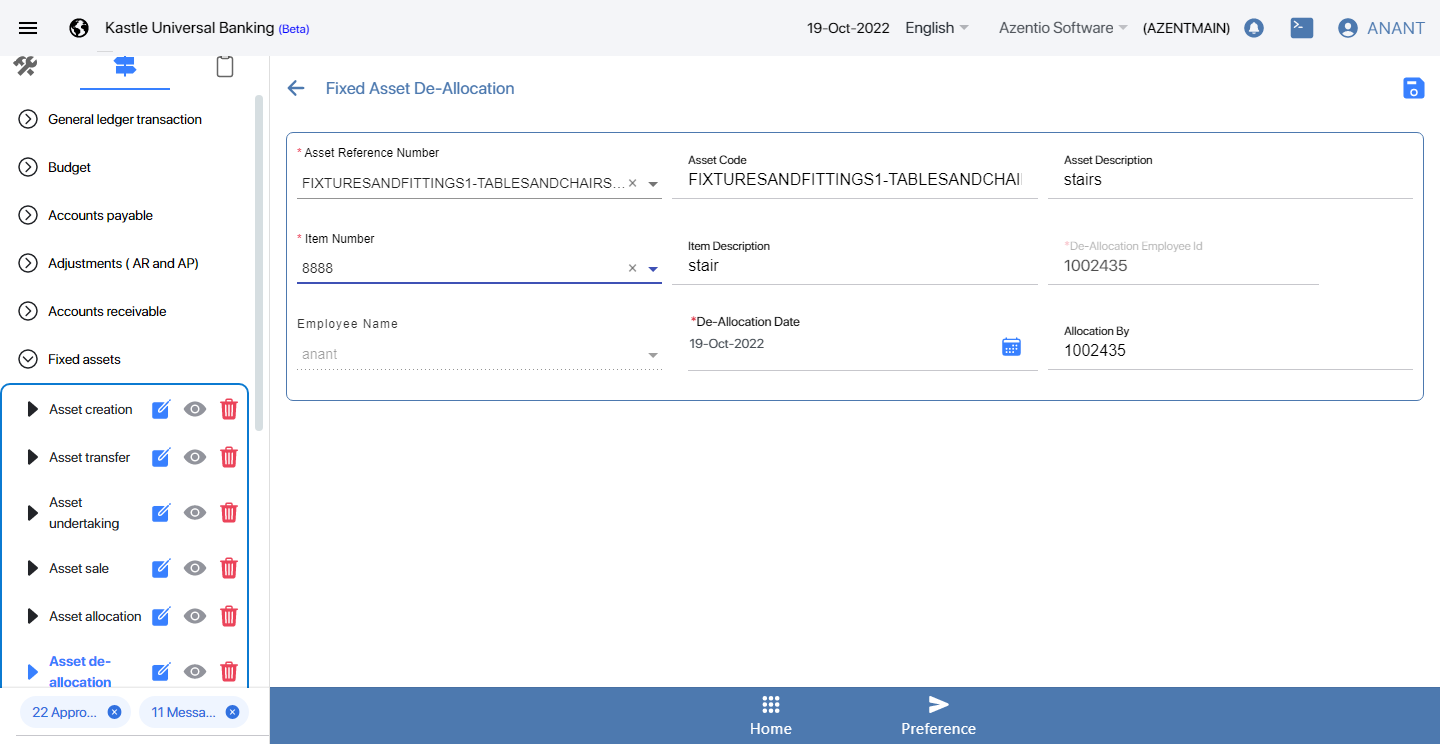 Kastle Universal Banking (Beta)
19-Oct-2022 English Azentio Software (AZENTMAIN) ANANT
General ledger transaction
Budget
Accounts payable
Adjustments ( AR and AP)
Accounts receivable
Fixed assets
Asset creation
Asset transfer
Asset
undertaking
Asset sale
Asset allocation
Asset de-
allocation
22 Appro...
11 Messa...
Fixed Asset De-Allocation
* Asset Reference Number
FIXTURESANDFITTINGS1-TABLESANDCHAIRS...
Asset Code
FIXTURESANDFITTINGS1-TABLESANDCHAI
Asset Description
stairs
* Item Number
8888
Item Description
stair
*De-Allocation Employee Id
1002435
Employee Name
anant
*De-Allocation Date
19-Oct-2022
Allocation By
1002435
Home
Preference